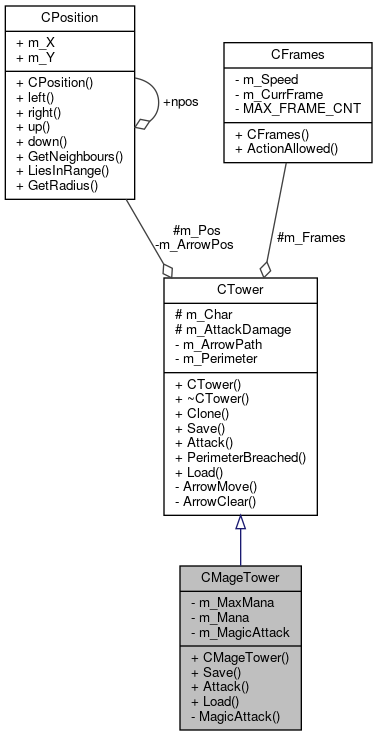 CPosition
+ m_X
+ m_Y
+ CPosition()
+ left()
+ right()
+ up()
+ down()
+ GetNeighbours()
+ LiesInRange()
+ GetRadius()
+npos
CFrames
- m_Speed
- m_CurrFrame
- MAX_FRAME_CNT
+ CFrames()
+ ActionAllowed()
#m_Pos
-m_ArrowPos
#m_Frames
CTower
# m_Char
# m_AttackDamage
- m_ArrowPath
- m_Perimeter
+ CTower()
+ ~CTower()
+ Clone()
+ Save()
+ Attack()
+ PerimeterBreached()
+ Load()
- ArrowMove()
- ArrowClear()
CMageTower
- m_MaxMana
- m_Mana
- m_MagicAttack
+ CMageTower()
+ Save()
+ Attack()
+ Load()
- MagicAttack()